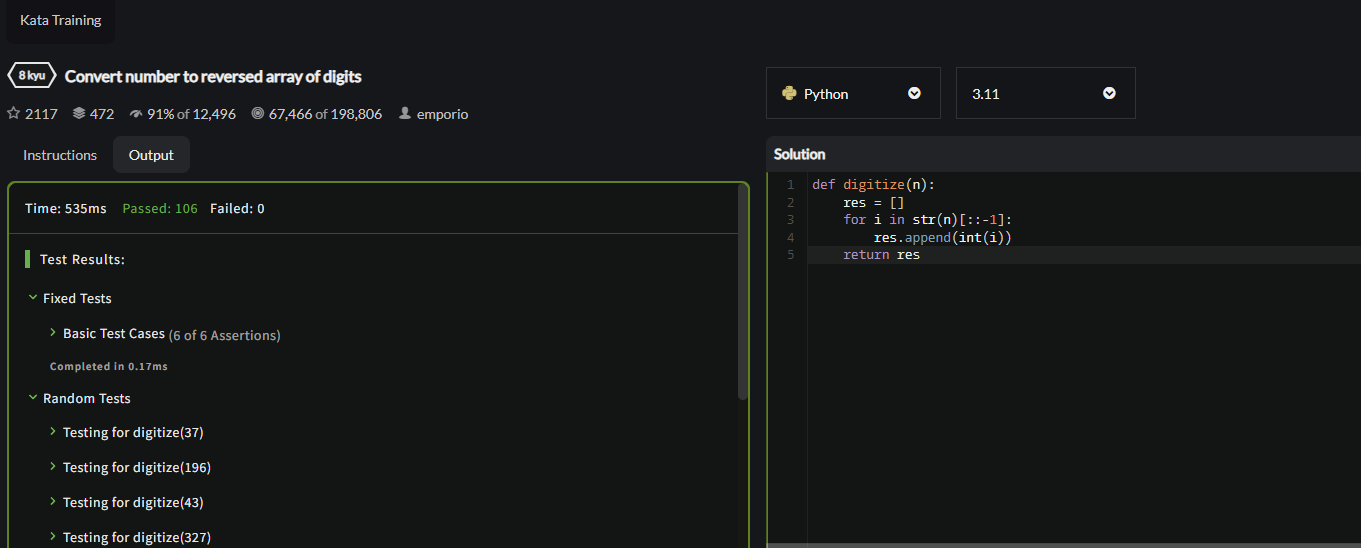 Kata Training
8 kyu Convert number to reversed array of digits
2117 472 91% of 12,496 67,466 of 198,806 emporio
Instructions Output
Time: 535ms Passed: 106 Failed: 0
Test Results:
Fixed Tests
Basic Test Cases (6 of 6 Assertions)
Completed in 0.17ms
Random Tests
Testing for digitize(37)
Testing for digitize(196)
Testing for digitize(43)
Testing for digitize(327)
Python 3.11
Solution
1 def digitize(n):
2     res = []
3     for i in str(n)[::-1]:
4         res.append(int(i))
5     return res